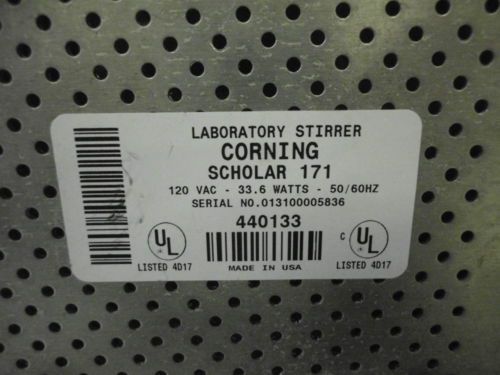 LABORATORY STIRRER
CORNING
SCHOLAR 171
120 VAC - 33.6 WATTS - 50/60HZ
SERIAL NO.013100005836
440133
UL
LISTED 4D17
MADE IN USA
C UL
LISTED 4D17